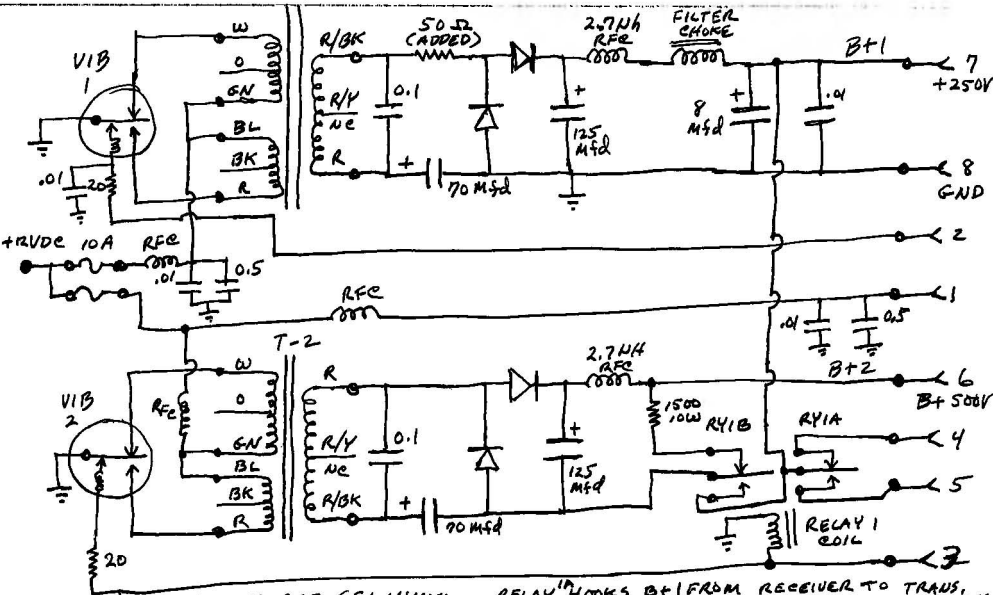 VIB
1
.01
20
W
O
GN
BL
BK
R
R/BK
R/Y
NC
R
0.1
50 Ω
(ADDED)
+
70 Mfd
+
125
Mfd
2.7 Mh
RFC
FILTER
CHOKE
+
8
Mfd
.01
B+1
7
+250V
8
GND
2
+12VDC
10A
RFC
.01
0.5
RFC
1
.01
0.5
T-2
VIB
2
20
RFC
W
O
GN
BL
BK
R
R
R/Y
NC
R/BK
0.1
+
70 Mfd
+
125
Mfd
2.7 MH
RFC
1500
10W
B+2
6
B+ 500V
RY1B
RY1A
4
5
RELAY 1
COIL
3
RELAY 1A HOOKS B+1 FROM RECEIVER TO TRANS.